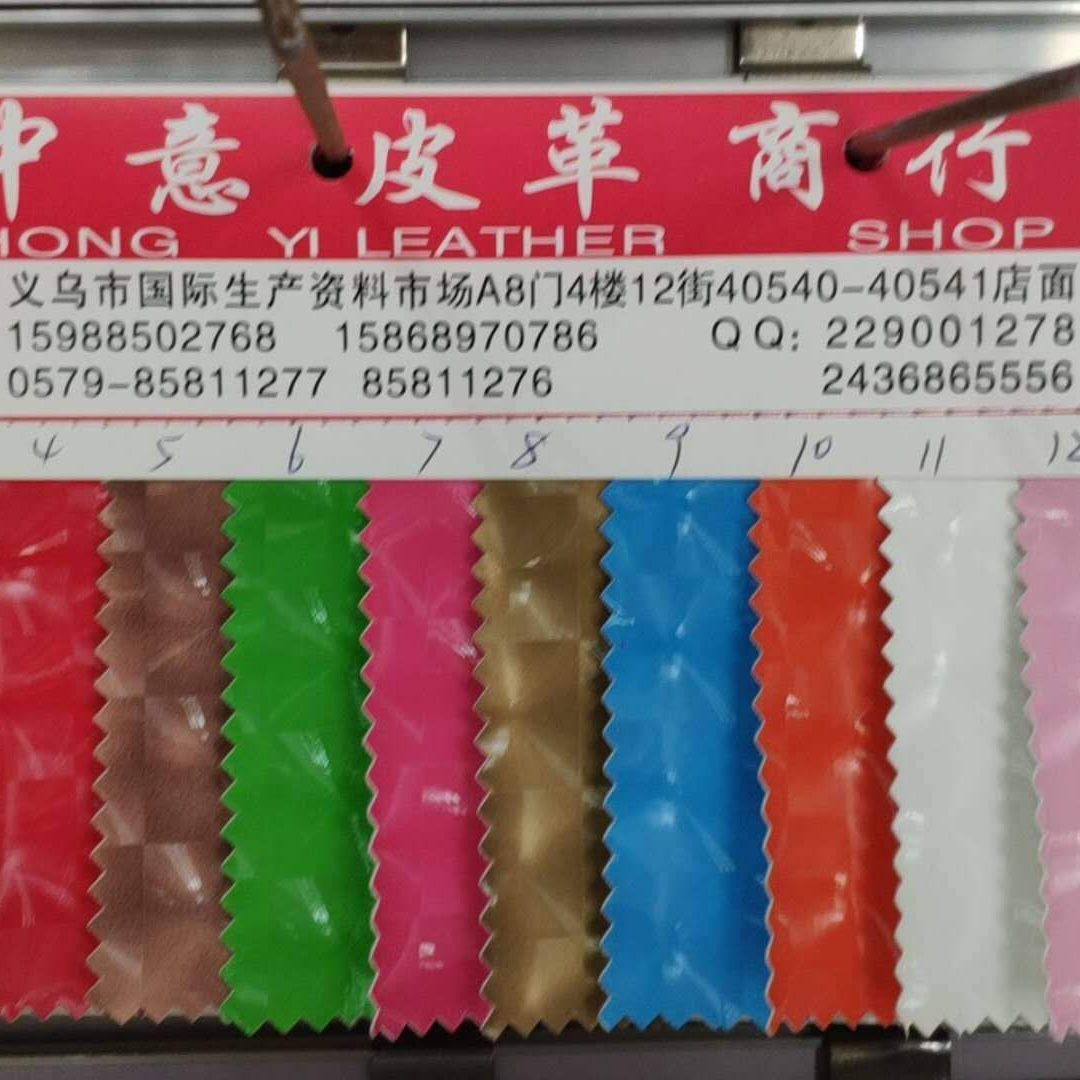 中意皮革商行
HONG YI LEATHER SHOP
义乌市国际生产资料市场A8门4楼12街40540-40541店面
15988502768 15868970786 QQ: 229001278
0579-85811277 85811276 2436865556
4 5 6 7 8 9 10 11 12